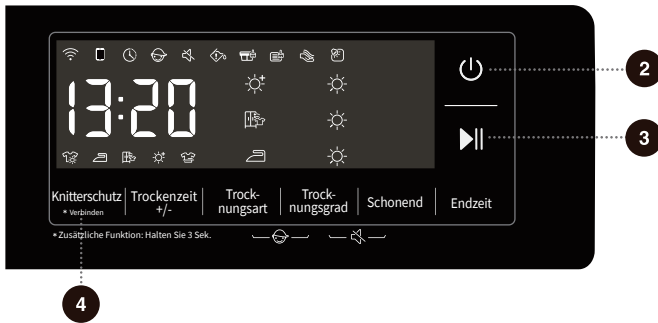 13:20
2
3
Knitterschutz
* Verbinden
Trockenzeit
+/-
Trock-
nungsart
Trock-
nungsgrad
Schonend
Endzeit
* Zusätzliche Funktion: Halten Sie 3 Sek.
4